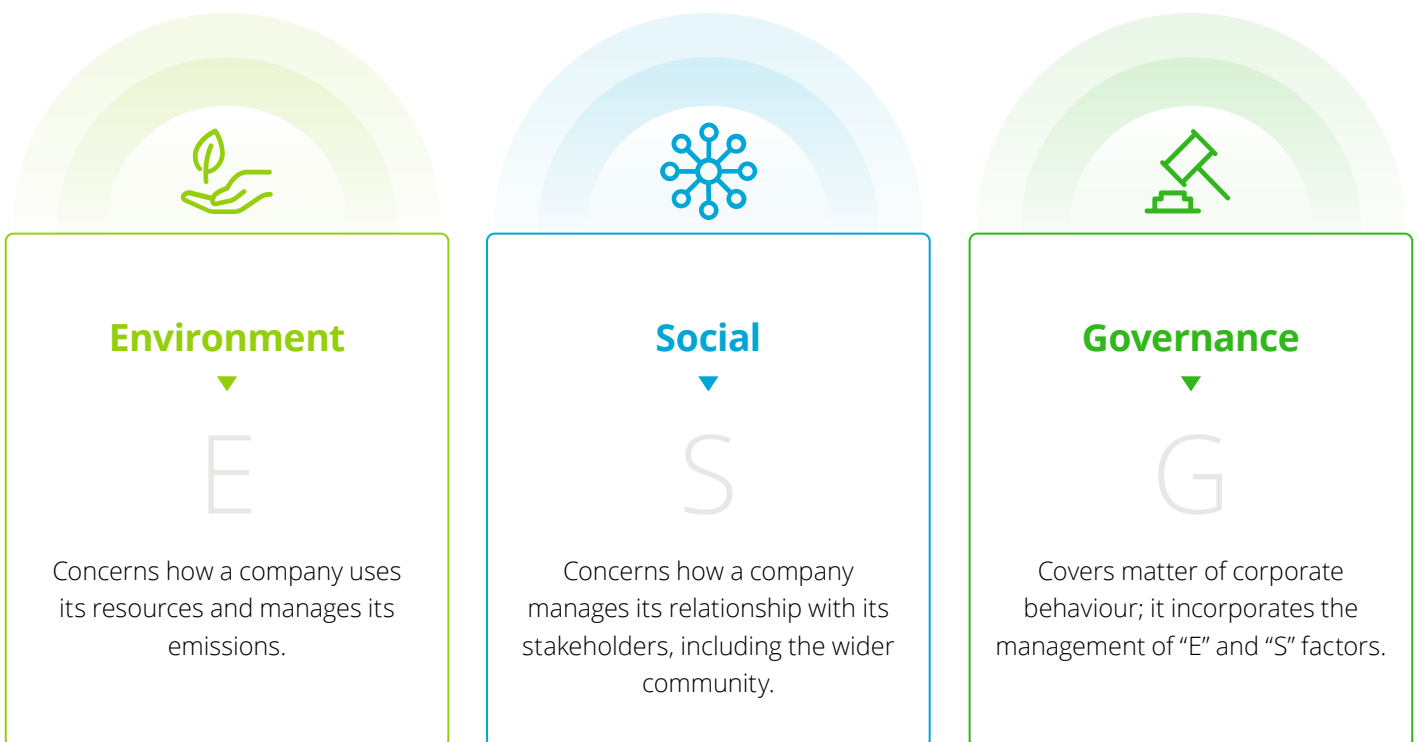 Environment
E
Concerns how a company uses
its resources and manages its
emissions.
Social
S
Concerns how a company
manages its relationship with its
stakeholders, including the wider
community.
Governance
G
Covers matter of corporate
behaviour; it incorporates the
management of “E” and “S” factors.